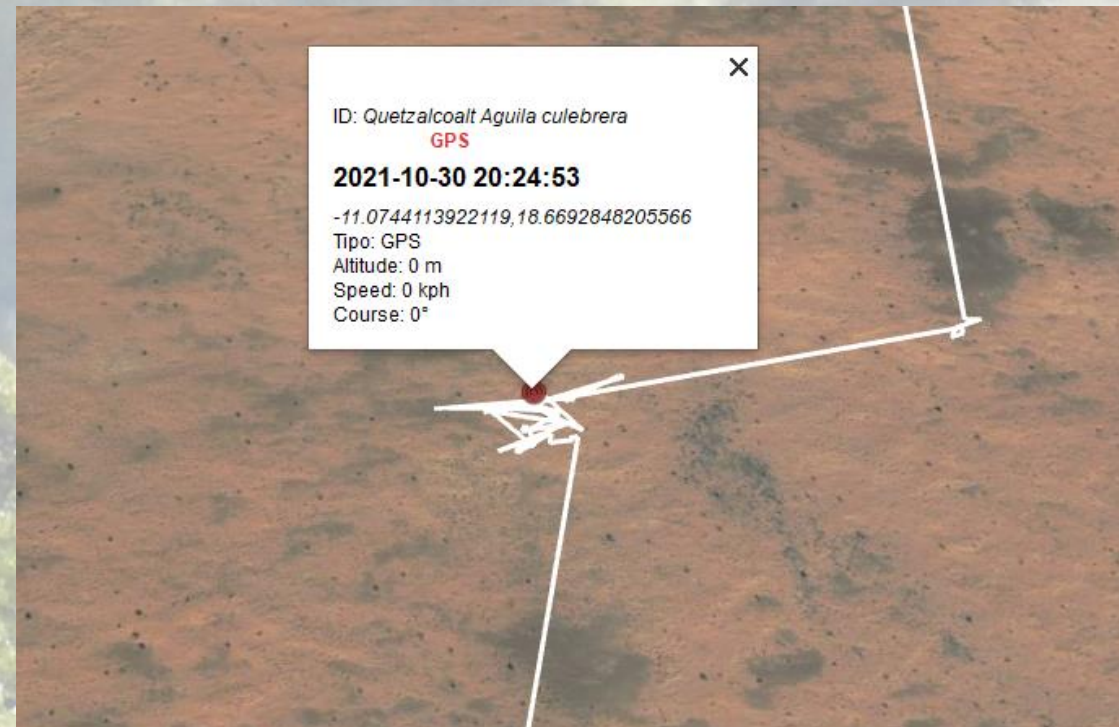 ID: Quetzalcoalt Aguila culebrera
GPS
2021-10-30 20:24:53
-11.0744113922119,18.6692848205566
Tipo: GPS
Altitude: 0 m
Speed: 0 kph
Course: 0°